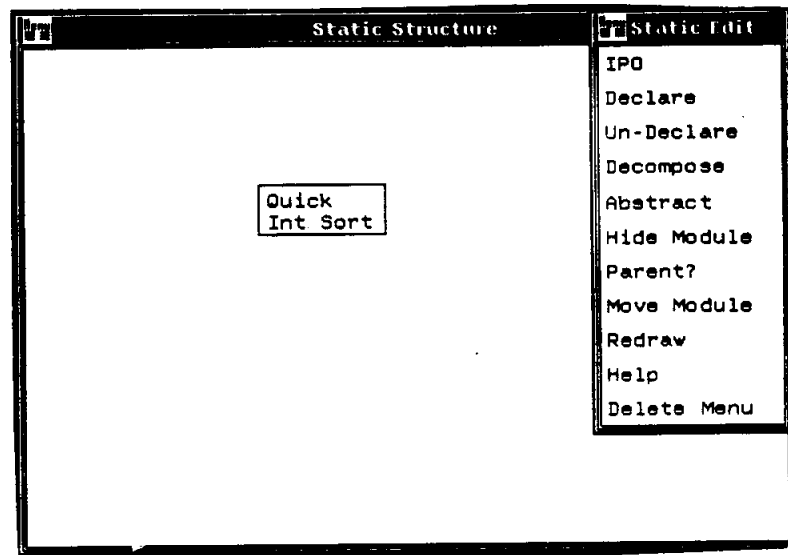 Static Structure
Quick
Int Sort
Static Edit
IPO
Declare
Un-Declare
Decompose
Abstract
Hide Module
Parent?
Move Module
Redraw
Help
Delete Menu